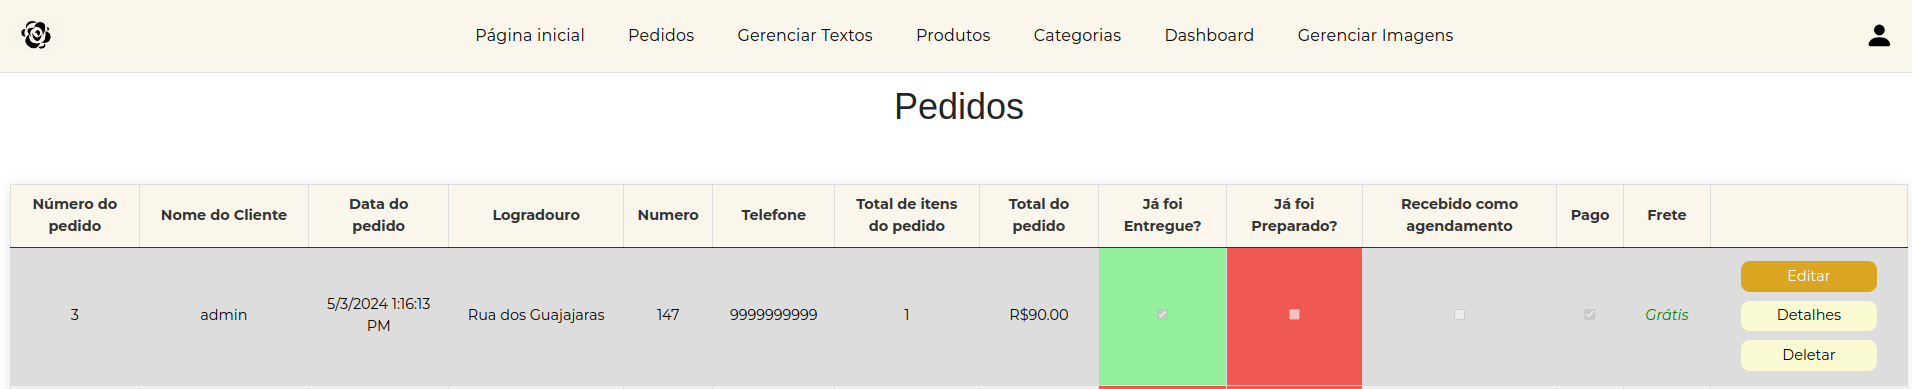 Página inicial Pedidos Gerenciar Textos Produtos Categorias Dashboard Gerenciar Imagens
Pedidos
Número do pedido
Nome do Cliente
Data do pedido
Logradouro
Numero
Telefone
Total de itens do pedido
Total do pedido
Já foi Entregue?
Já foi Preparado?
Recebido como agendamento
Pago
Frete
3
admin
5/3/2024 1:16:13 PM
Rua dos Guajajaras
147
9999999999
1
R$90.00
Grátis
Editar
Detalhes
Deletar